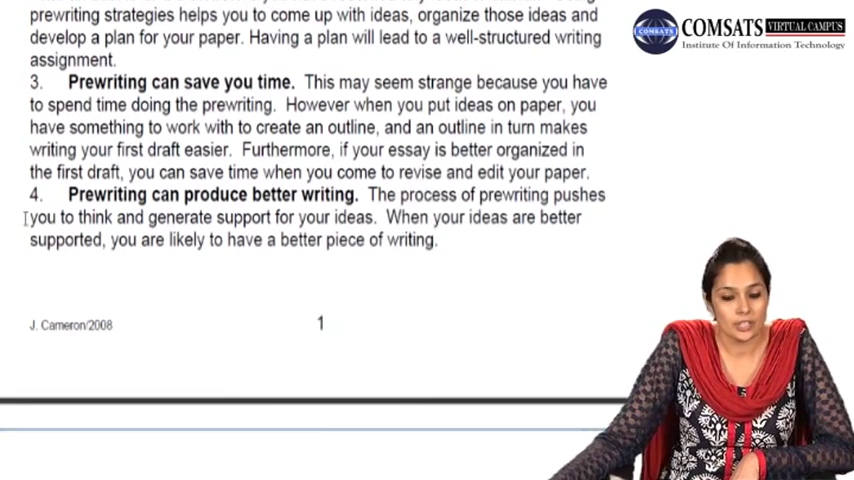 prewriting strategies helps you to come up with ideas, organize those ideas and
develop a plan for your paper. Having a plan will lead to a well-structured writing
assignment.
3. Prewriting can save you time. This may seem strange because you have
to spend time doing the prewriting. However when you put ideas on paper, you
have something to work with to create an outline, and an outline in turn makes
writing your first draft easier. Furthermore, if your essay is better organized in
the first draft, you can save time when you come to revise and edit your paper.
4. Prewriting can produce better writing. The process of prewriting pushes
you to think and generate support for your ideas. When your ideas are better
supported, you are likely to have a better piece of writing.
J. Cameron/2008
1
COMSATS
COMSATS VIRTUAL CAMPUS
Institute Of Information Technology